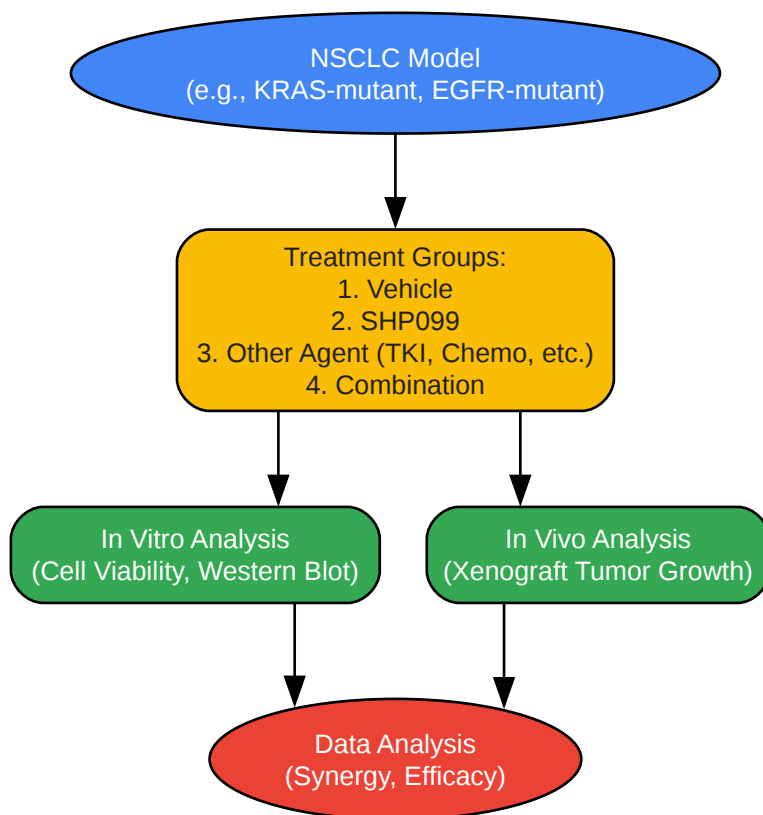 NSCLC Model
(e.g., KRAS-mutant, EGFR-mutant)
Treatment Groups:
1. Vehicle
2. SHP099
3. Other Agent (TKI, Chemo, etc.)
4. Combination
In Vitro Analysis
(Cell Viability, Western Blot)
In Vivo Analysis
(Xenograft Tumor Growth)
Data Analysis
(Synergy, Efficacy)